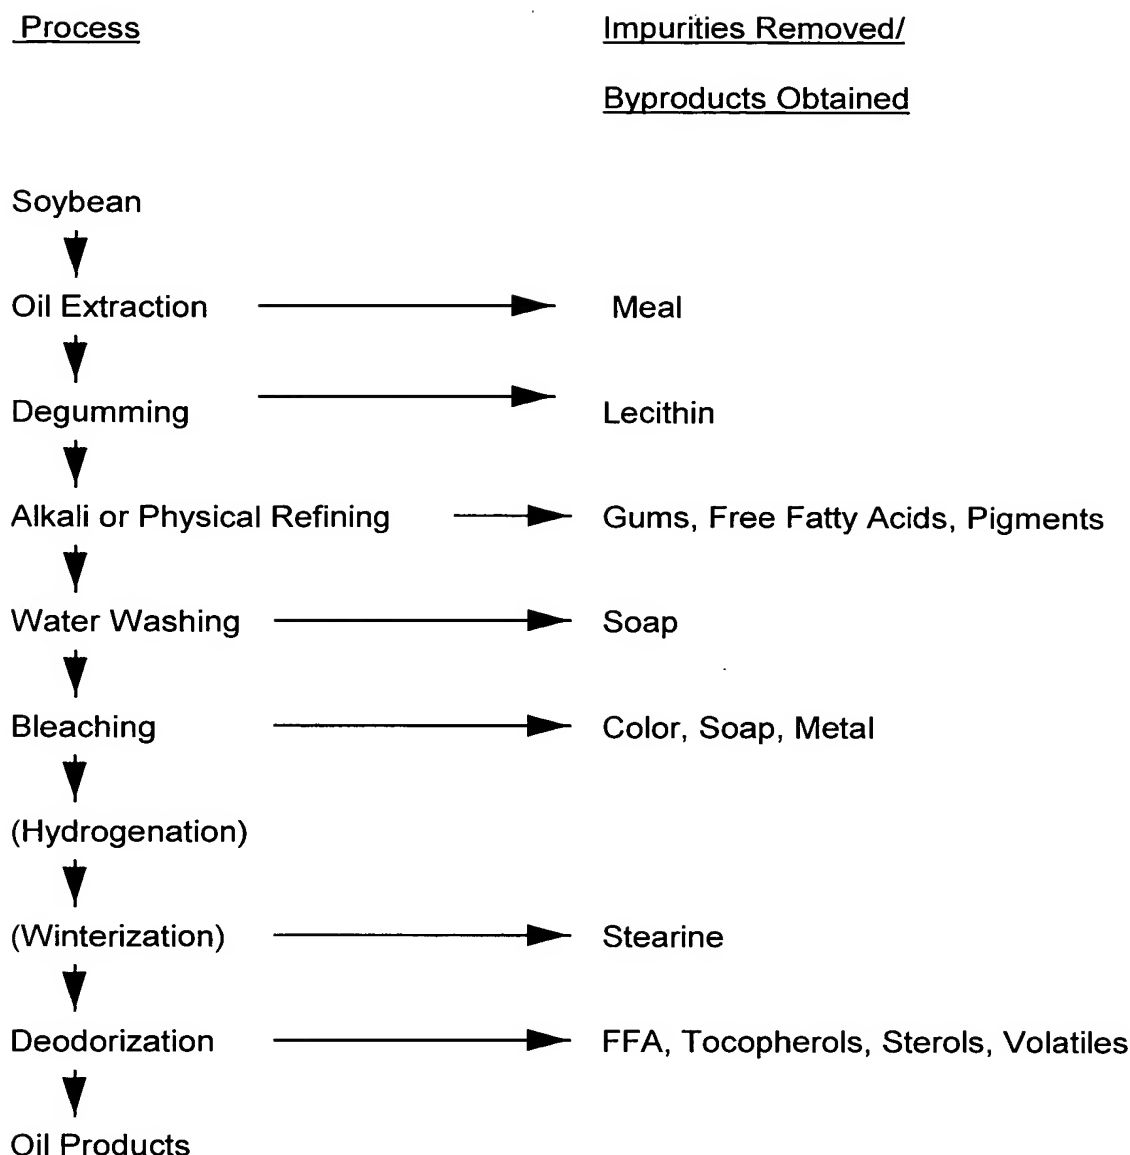 Process
Impurities Removed/
Byproducts Obtained
Soybean
Oil Extraction
Meal
Degumming
Lecithin
Alkali or Physical Refining
Gums, Free Fatty Acids, Pigments
Water Washing
Soap
Bleaching
Color, Soap, Metal
(Hydrogenation)
(Winterization)
Stearine
Deodorization
FFA, Tocopherols, Sterols, Volatiles
Oil Products